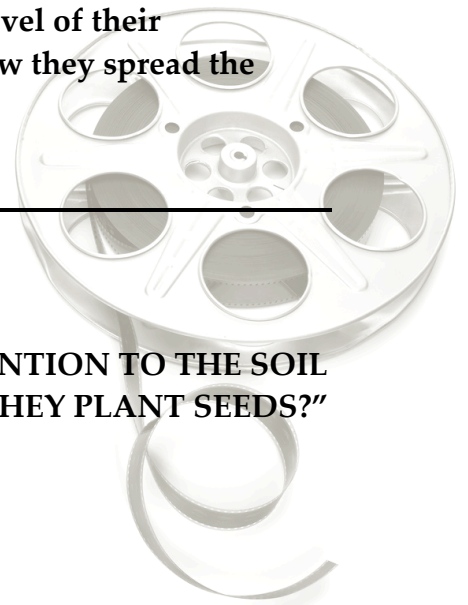 vel of their
w they spread the
NTION TO THE SOIL
HEY PLANT SEEDS?”